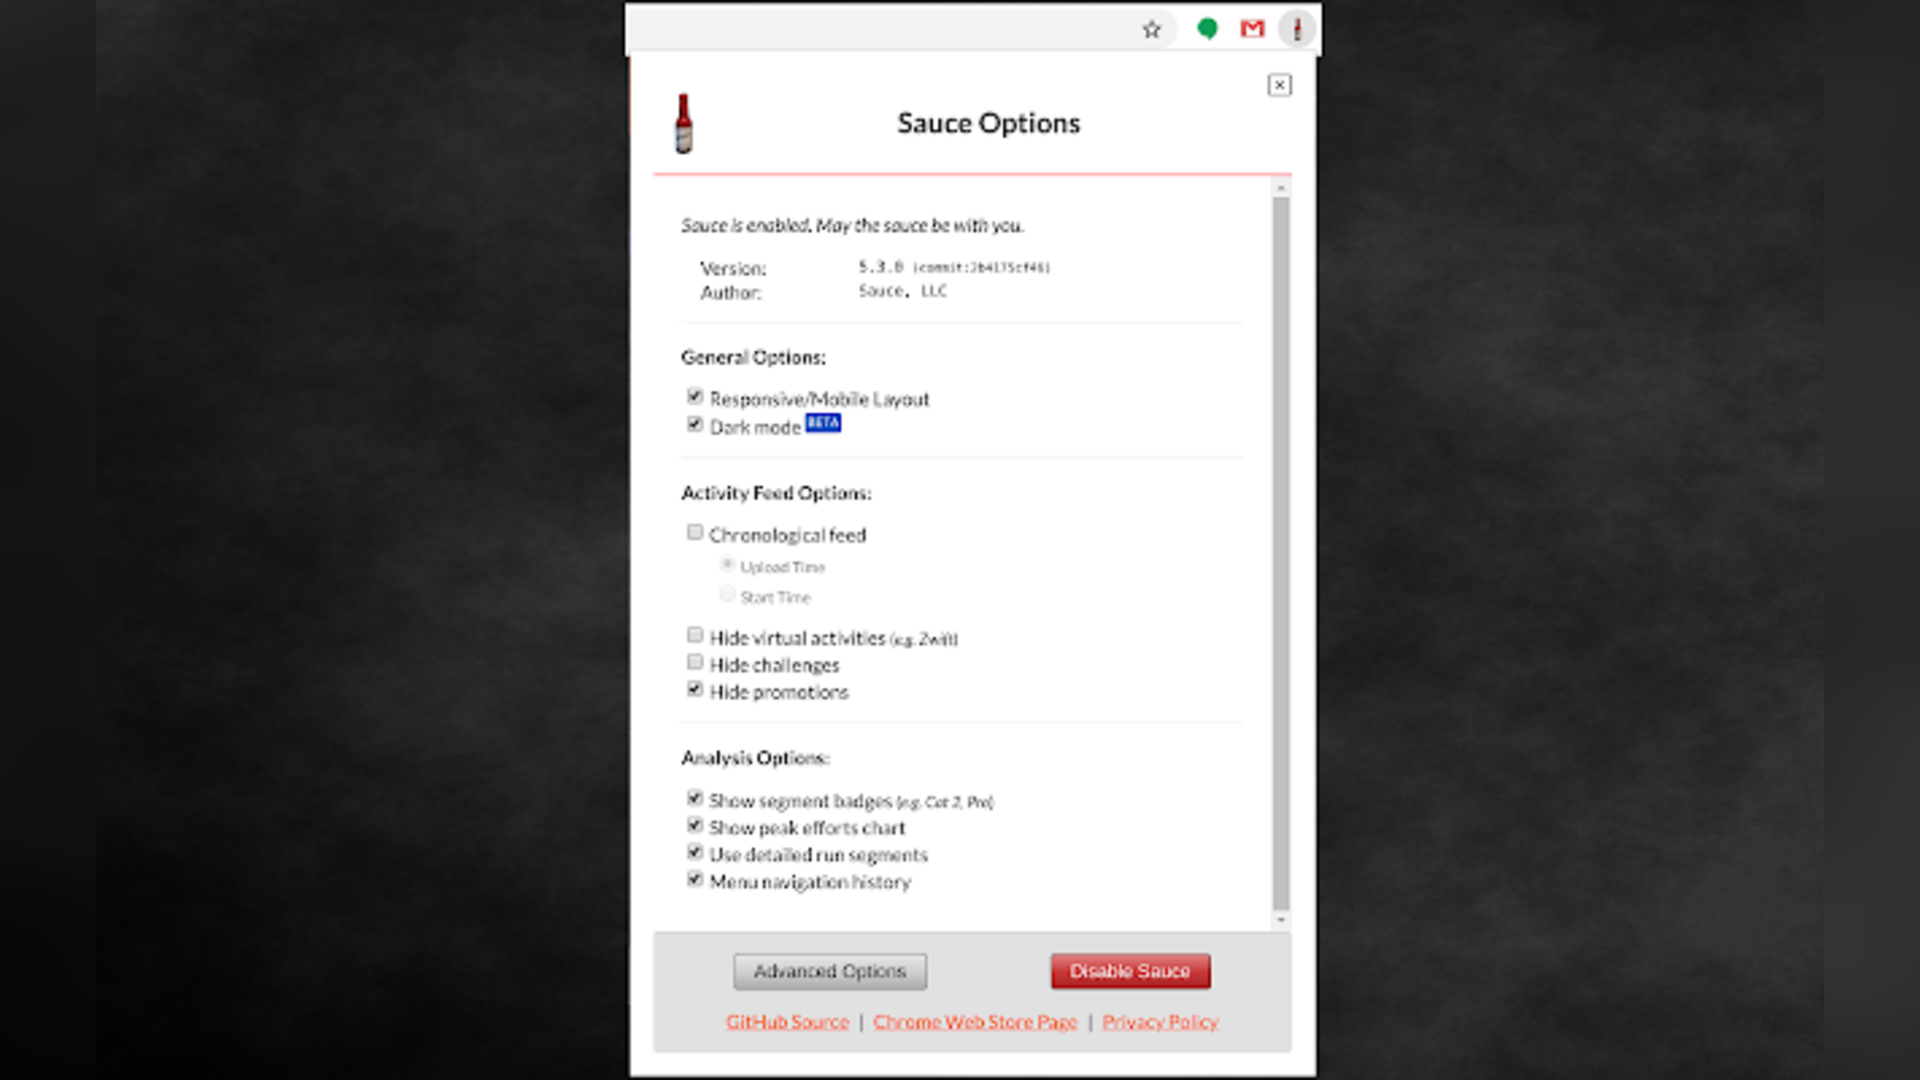 Sauce Options
Sauce is enabled. May the sauce be with you.
Version: 5.3.0 (commit:2b4175cf46)
Author: Sauce, LLC
General Options:
Responsive/Mobile Layout
Dark mode BETA
Activity Feed Options:
Chronological feed
Upload Time
Start Time
Hide virtual activities (e.g. Zwift)
Hide challenges
Hide promotions
Analysis Options:
Show segment badges (e.g. Cat 2, Pro)
Show peak efforts chart
Use detailed run segments
Menu navigation history
Advanced Options Disable Sauce
GitHub Source | Chrome Web Store Page | Privacy Policy